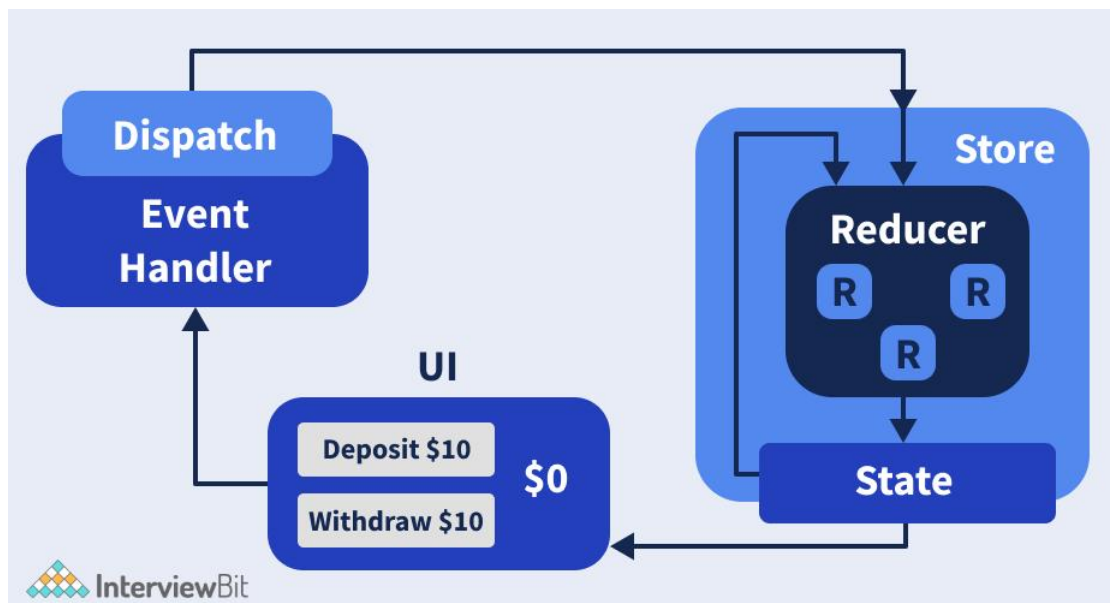 Dispatch
Event
Handler
Store
Reducer
R
R
R
UI
Deposit $10
$0
Withdraw $10
State
InterviewBit